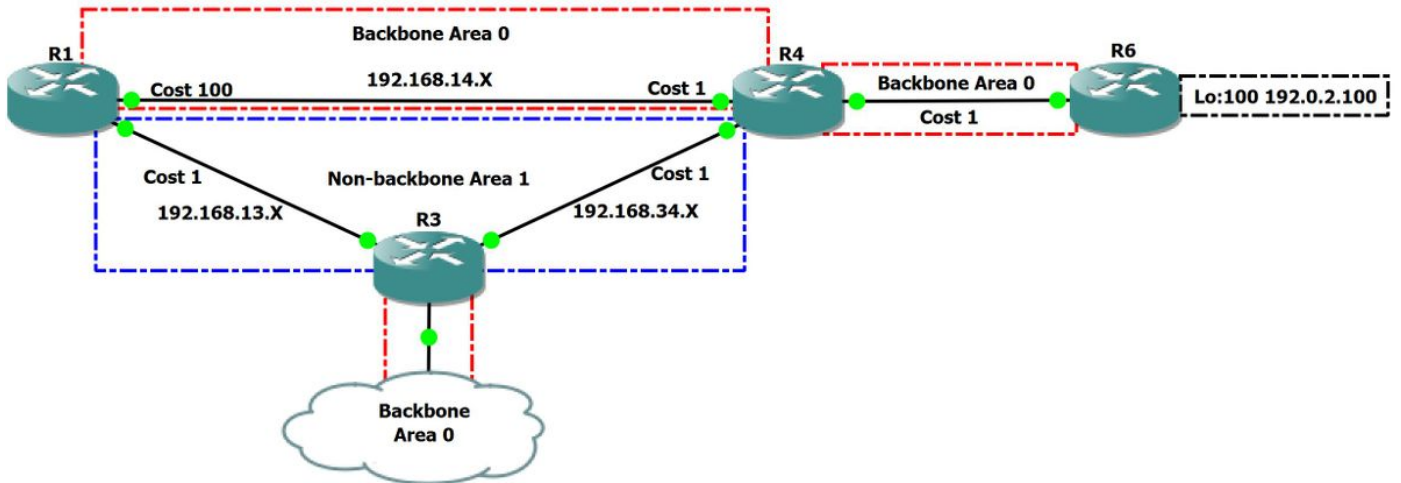 Backbone Area 0
R1
R4
R6
Cost 100
192.168.14.X
Cost 1
Backbone Area 0
Cost 1
Lo:100 192.0.2.100
Cost 1
Non-backbone Area 1
Cost 1
192.168.13.X
R3
192.168.34.X
Backbone
Area 0